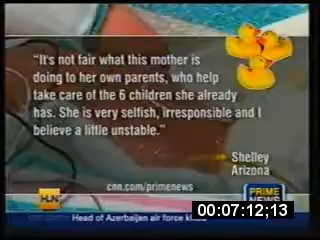 "It's not fair what this mother is
doing to her own parents, who help
take care of the 6 children she already
has. She is very selfish, irresponsible and I
believe a little unstable."
Shelley
Arizona
cnn.com/primenews
HLN
PRIME
NEWS
00:07:12;13
Head of Azerbaijan air force k